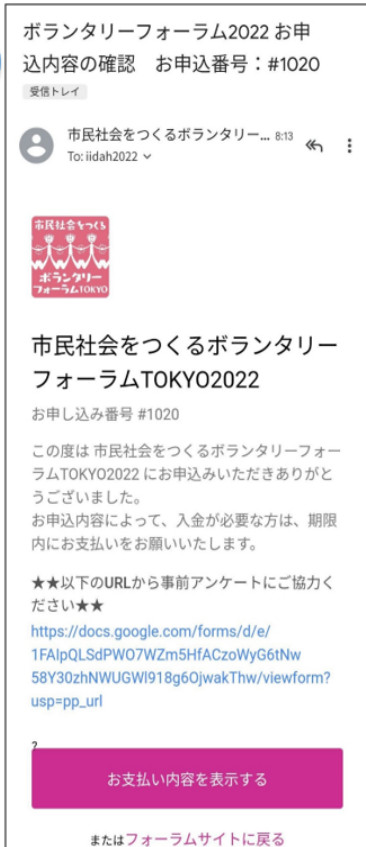 ボランタリーフォーラム2022 お申
込内容の確認　お申込番号：#1020
受信トレイ
市民社会をつくるボランタリー... 8:13
To: iidah2022
市民社会をつくる
ボランタリー
フォーラムTOKYO
市民社会をつくるボランタリー
フォーラムTOKYO2022
お申し込み番号 #1020
この度は 市民社会をつくるボランタリーフォー
ラムTOKYO2022 にお申込みいただきありがと
うございました。
お申込内容によって、入金が必要な方は、期限
内にお支払いをお願いいたします。
★★以下のURLから事前アンケートにご協力く
ださい★★
https://docs.google.com/forms/d/e/
1FAIpQLSdPWO7WZm5HfACzoWyG6tNw
58Y30zhNWUGWl918g6OjwakThw/viewform?
usp=pp_url
?
お支払い内容を表示する
またはフォーラムサイトに戻る